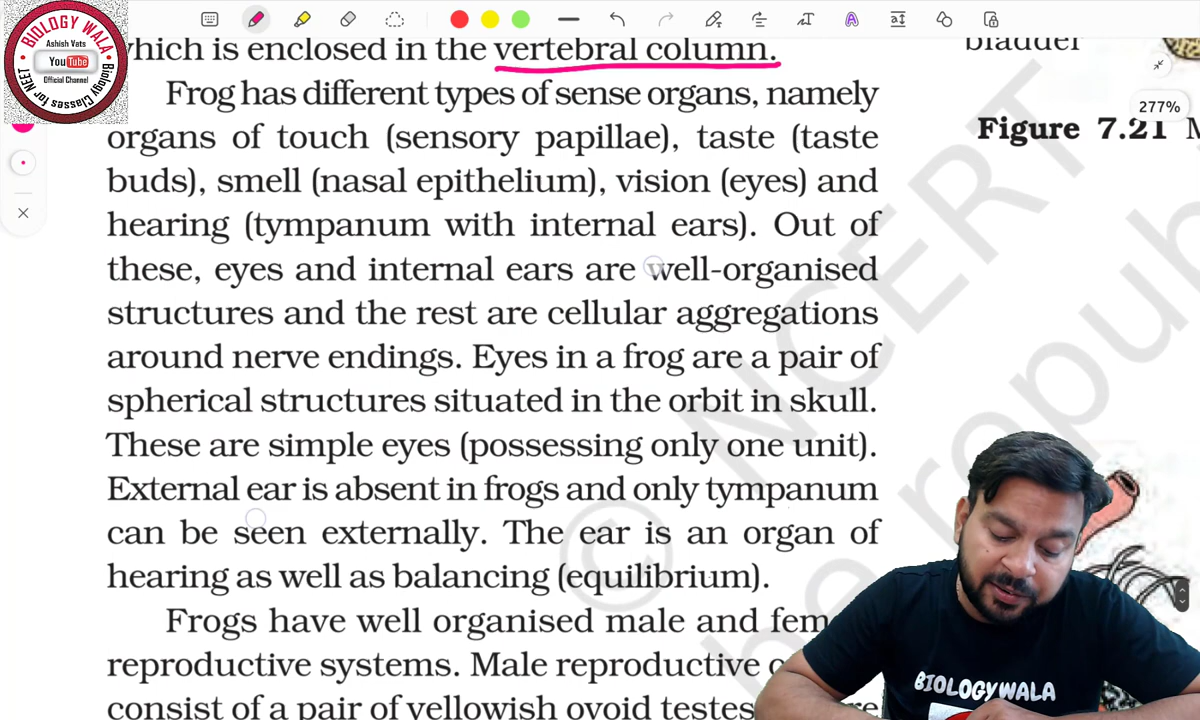 BIOLOGY WALA
Ashish Vats
YouTube
Official Channel
Biology Classes for NEET
which is enclosed in the vertebral column.
Frog has different types of sense organs, namely
organs of touch (sensory papillae), taste (taste
buds), smell (nasal epithelium), vision (eyes) and
hearing (tympanum with internal ears). Out of
these, eyes and internal ears are well-organised
structures and the rest are cellular aggregations
around nerve endings. Eyes in a frog are a pair of
spherical structures situated in the orbit in skull.
These are simple eyes (possessing only one unit).
External ear is absent in frogs and only tympanum
can be seen externally. The ear is an organ of
hearing as well as balancing (equilibrium).
Frogs have well organised male and
reproductive systems. Male reproductive
consist of a pair of yellowish ovoid testes
bladder
277%
Figure 7.21
© NCERT
BIOLOGYWALA